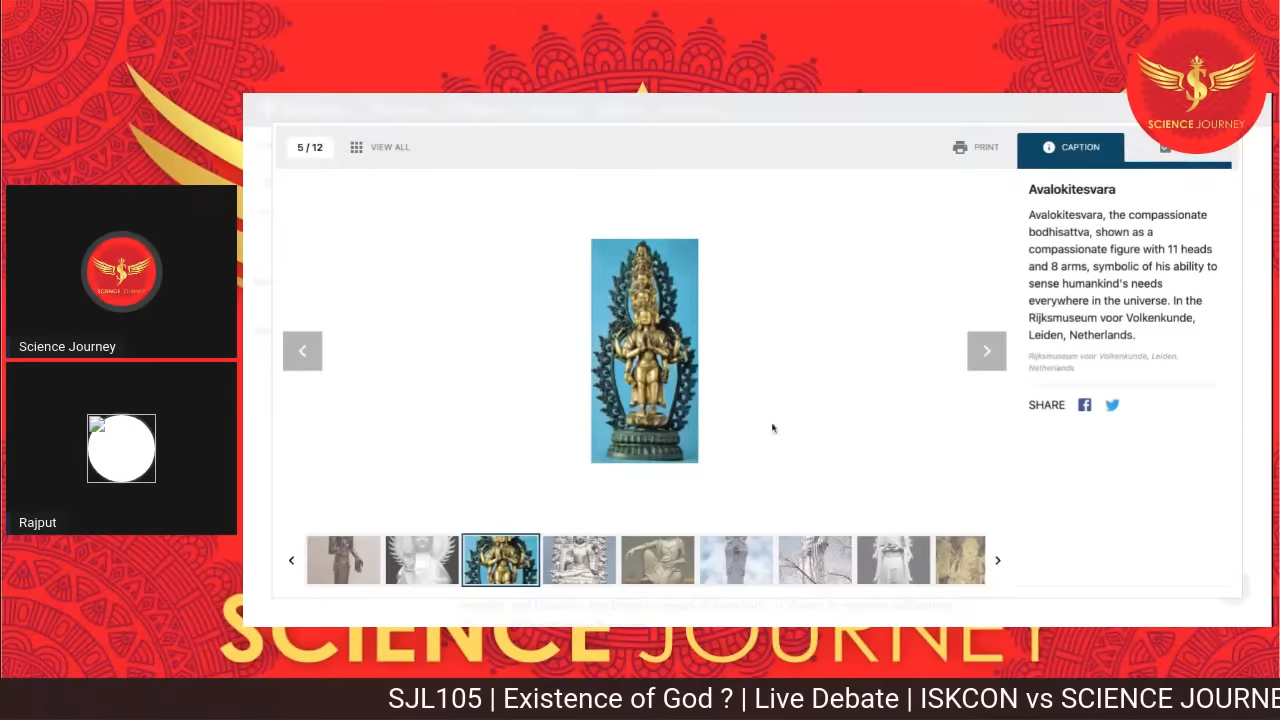 SCIENCE JOURNEY
5 / 12
VIEW ALL
PRINT
CAPTION
Avalokitesvara
Avalokitesvara, the compassionate
bodhisattva, shown as a
compassionate figure with 11 heads
and 8 arms, symbolic of his ability to
sense humankind's needs
everywhere in the universe. In the
Rijksmuseum voor Volkenkunde,
Leiden, Netherlands.
Rijksmuseum voor Volkenkunde, Leiden,
Netherlands
SHARE
SCIENCE JOURNEY
Science Journey
Rajput
SCIENCE JOURNEY
SJL105 | Existence of God ? | Live Debate | ISKCON vs SCIENCE JOURNE